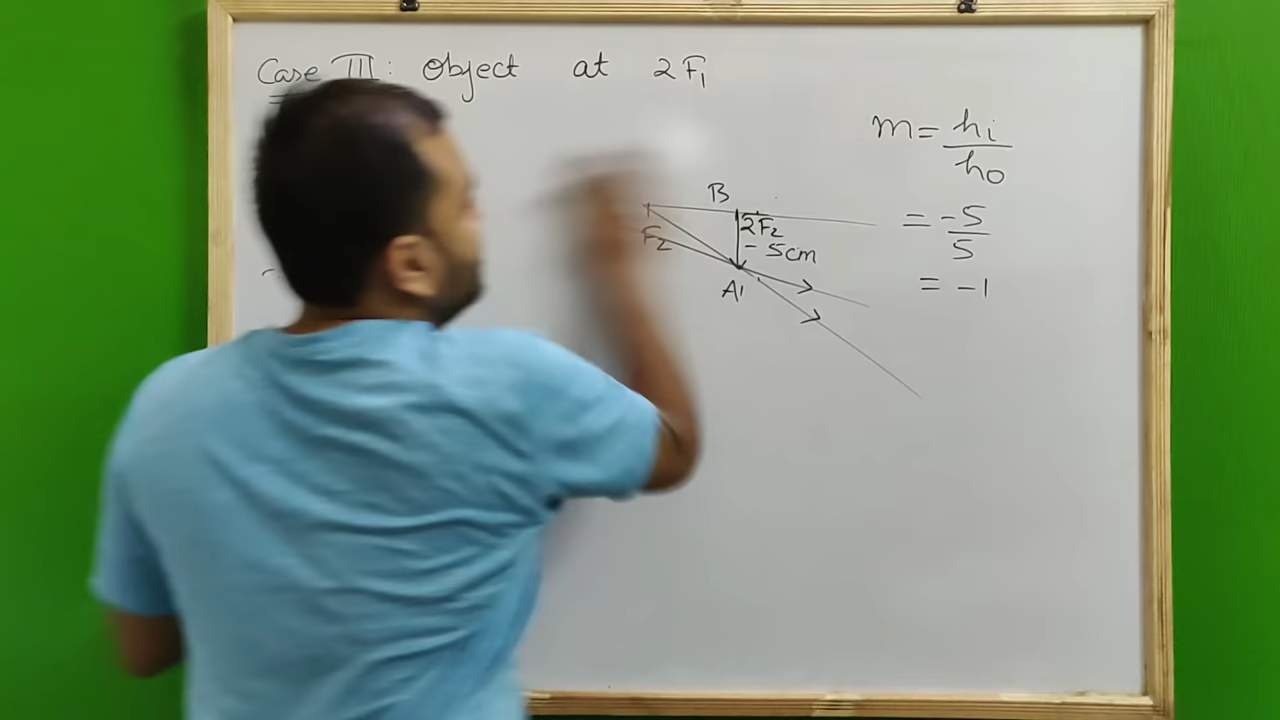 Case III: Object at 2F₁
m = hi/ho
B
= -5/5
2F₂
F₂
- 5cm
= -1
A'